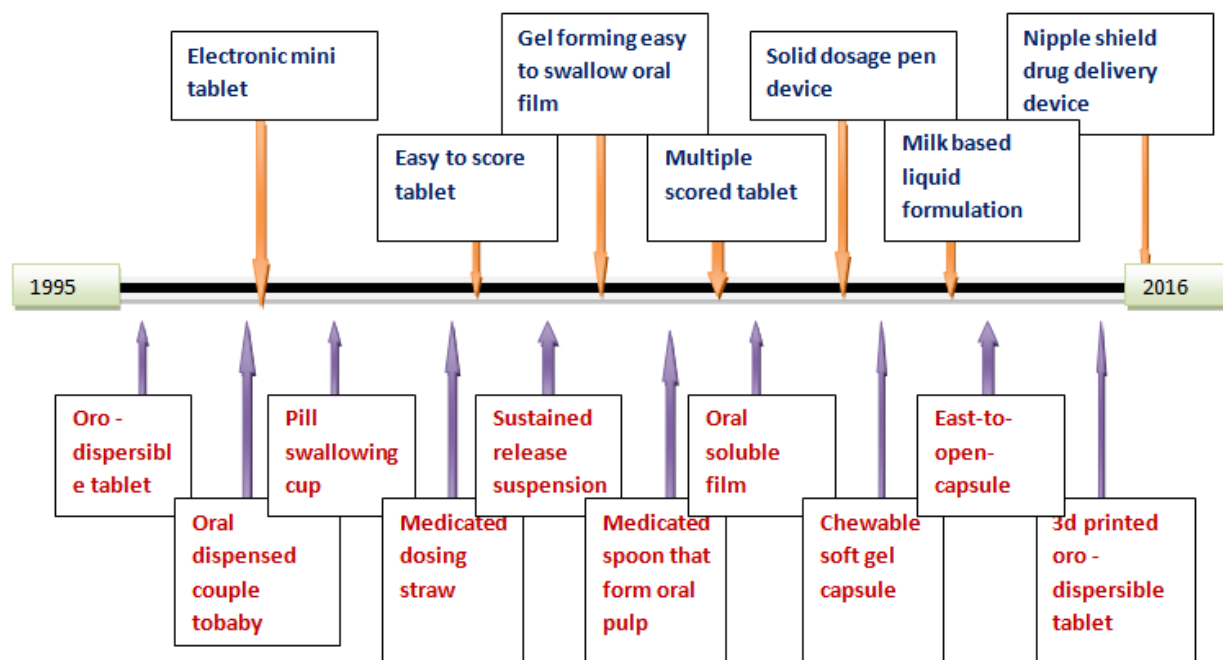 Electronic mini
tablet
Gel forming easy
to swallow oral
film
Solid dosage pen
device
Nipple shield
drug delivery
device
Easy to score
tablet
Multiple
scored tablet
Milk based
liquid
formulation
1995
2016
Oro -
dispersibl
e tablet
Pill
swallowing
cup
Sustained
release
suspension
Oral
soluble
film
East-to-
open-
capsule
Oral
dispensed
couple
tobaby
Medicated
dosing
straw
Medicated
spoon that
form oral
pulp
Chewable
soft gel
capsule
3d printed
oro -
dispersible
tablet